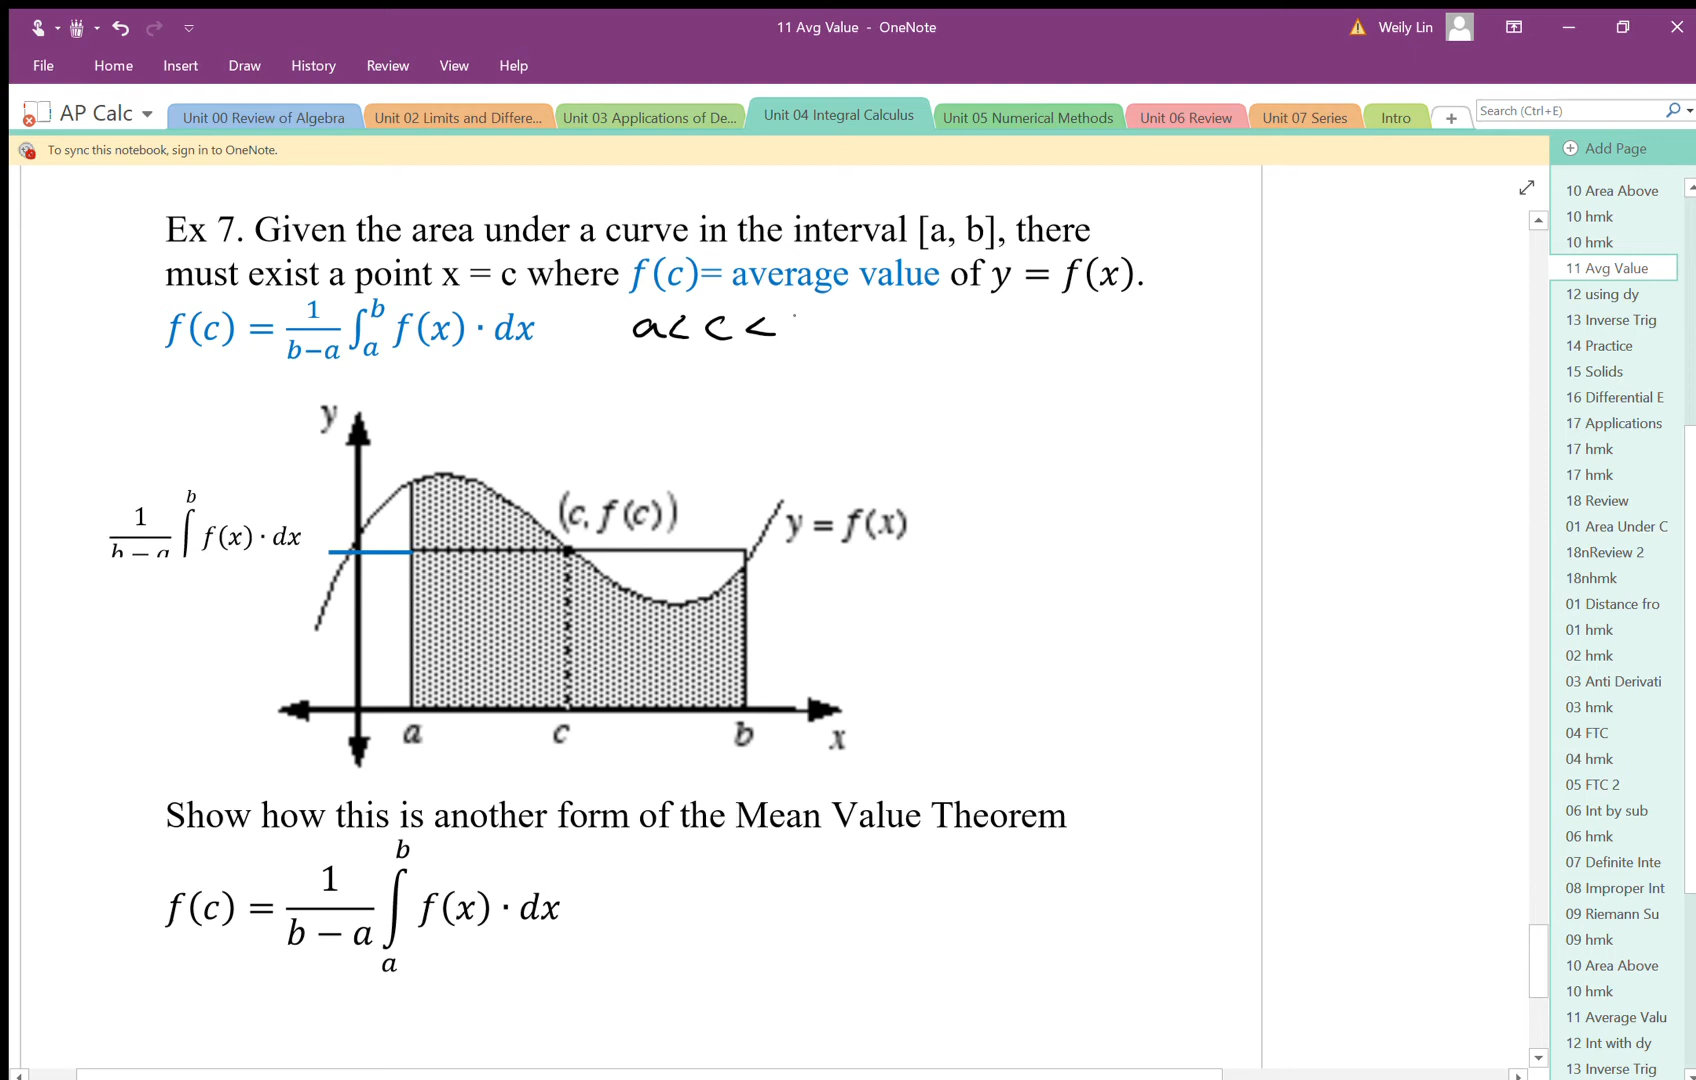 11 Avg Value - OneNote
Weily Lin
File Home Insert Draw History Review View Help
AP Calc
Unit 00 Review of Algebra
Unit 02 Limits and Differe...
Unit 03 Applications of De...
Unit 04 Integral Calculus
Unit 05 Numerical Methods
Unit 06 Review
Unit 07 Series
Intro
+
Search (Ctrl+E)
To sync this notebook, sign in to OneNote.
Ex 7. Given the area under a curve in the interval [a, b], there
must exist a point x = c where f(c)= average value of y = f(x).
f(c) = 1/(b−a) ∫_a^b f(x) · dx
a < c <
y
(c, f(c))
y = f(x)
1/(b − a) ∫^b f(x) · dx
a c b x
Show how this is another form of the Mean Value Theorem
f(c) = 1/(b − a) ∫_a^b f(x) · dx
Add Page
10 Area Above
10 hmk
10 hmk
11 Avg Value
12 using dy
13 Inverse Trig
14 Practice
15 Solids
16 Differential E
17 Applications
17 hmk
17 hmk
18 Review
01 Area Under C
18nReview 2
18nhmk
01 Distance fro
01 hmk
02 hmk
03 Anti Derivati
03 hmk
04 FTC
04 hmk
05 FTC 2
06 Int by sub
06 hmk
07 Definite Inte
08 Improper Int
09 Riemann Su
09 hmk
10 Area Above
10 hmk
11 Average Valu
12 Int with dy
13 Inverse Trig